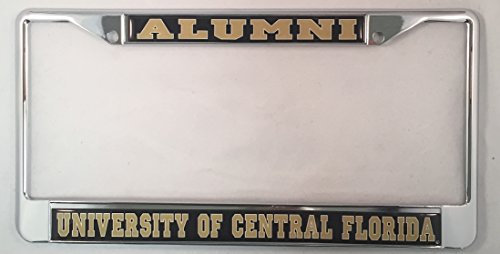 ALUMNI
UNIVERSITY OF CENTRAL FLORIDA